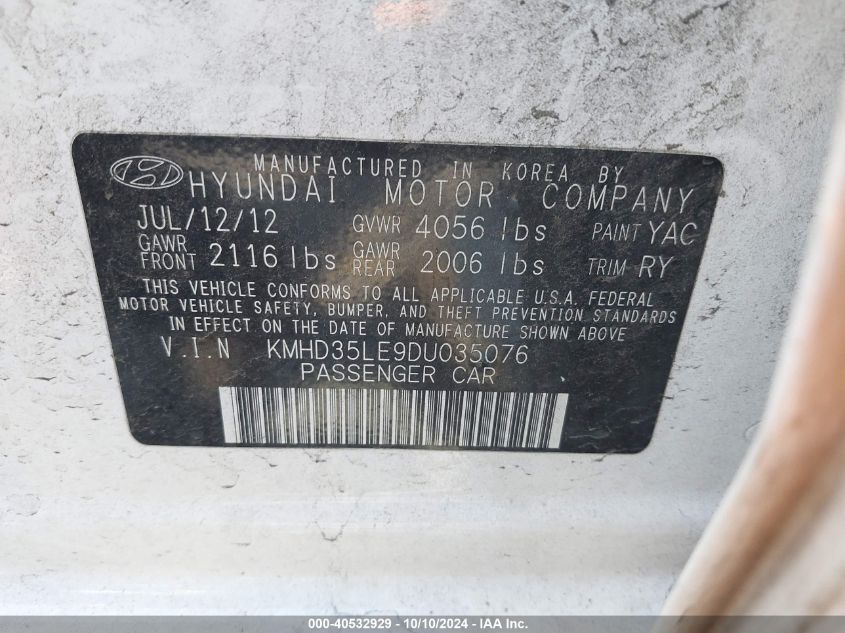 MANUFACTURED IN KOREA BY
HYUNDAI MOTOR COMPANY
JUL/12/12 GVWR 4056 lbs PAINT YAC
GAWR FRONT 2116 lbs GAWR REAR 2006 lbs TRIM RY
THIS VEHICLE CONFORMS TO ALL APPLICABLE U.S.A. FEDERAL
MOTOR VEHICLE SAFETY, BUMPER, AND THEFT PREVENTION STANDARDS
IN EFFECT ON THE DATE OF MANUFACTURE SHOWN ABOVE
V.I.N KMHD35LE9DU035076
PASSENGER CAR
000-40532929 - 10/10/2024 - IAA Inc.